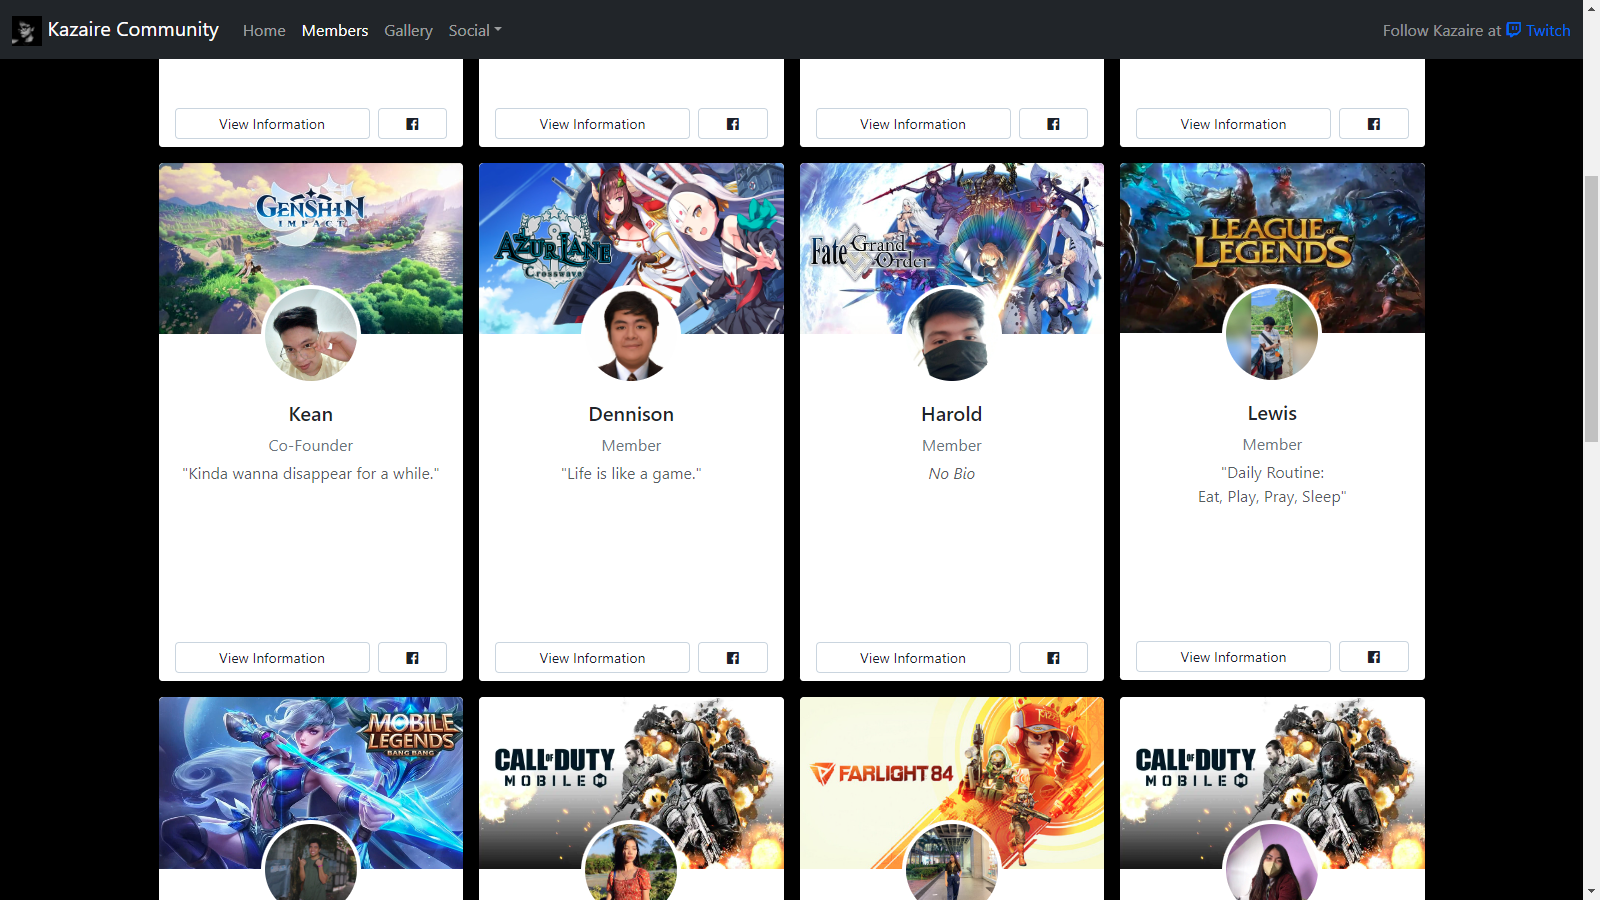 Kazaire Community
Home
Members
Gallery
Social
Follow Kazaire at Twitch
View Information
View Information
View Information
View Information
GENSHIN
IMPACT
AZUR LANE
Crosswave
Fate Grand
Order
LEAGUE OF
LEGENDS
Kean
Co-Founder
"Kinda wanna disappear for a while."
View Information
Dennison
Member
"Life is like a game."
View Information
Harold
Member
No Bio
View Information
Lewis
Member
"Daily Routine:
Eat, Play, Pray, Sleep"
View Information
MOBILE
LEGENDS
BANG BANG
CALL OF DUTY
MOBILE
FARLIGHT 84
CALL OF DUTY
MOBILE